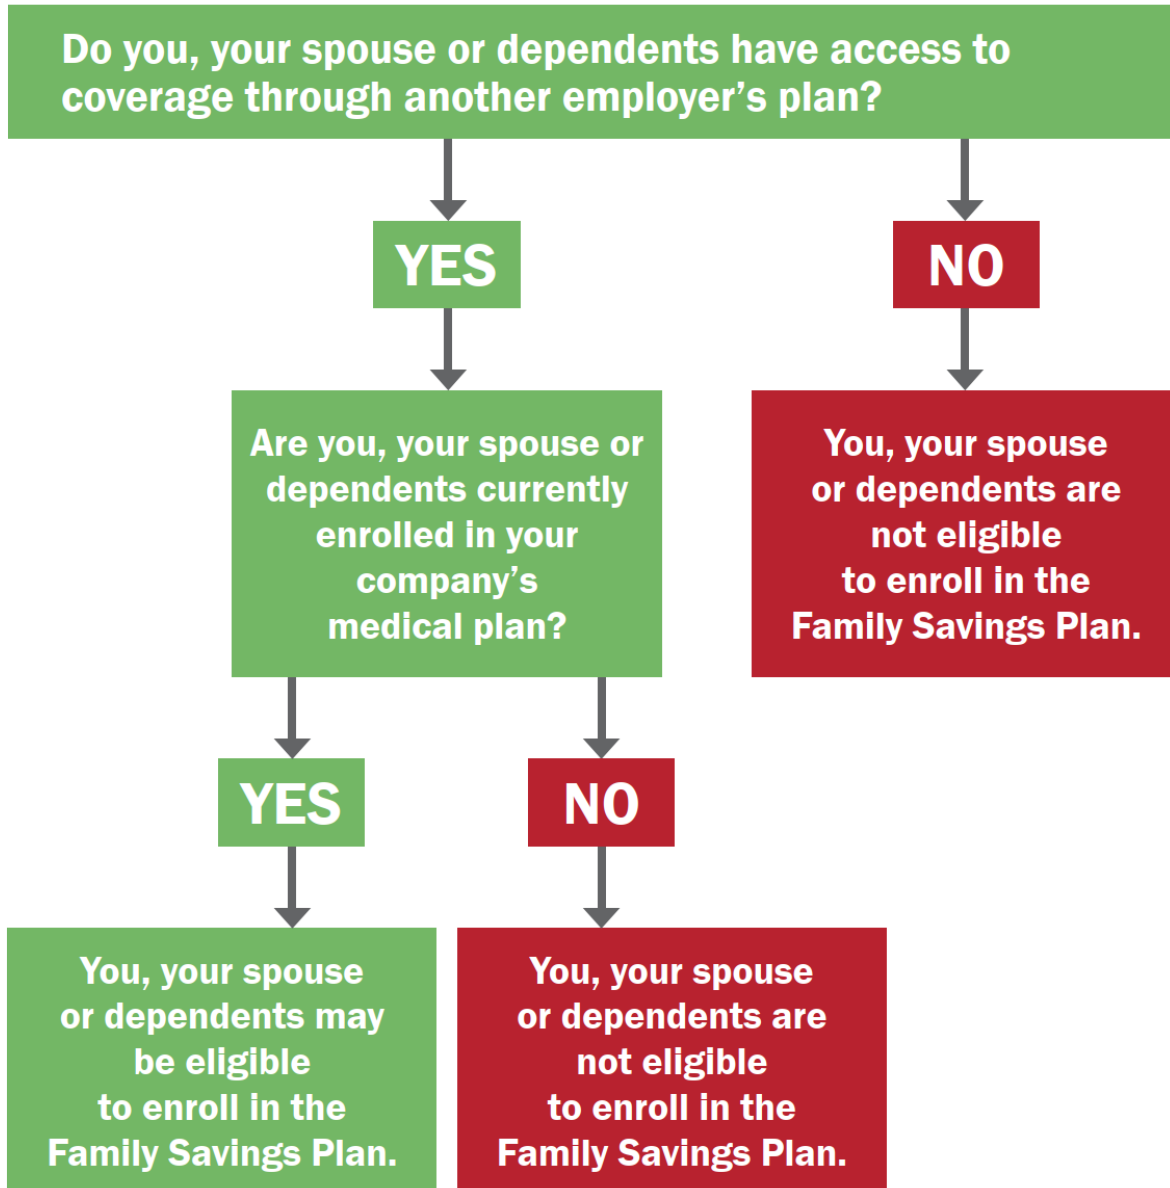 Do you, your spouse or dependents have access to
coverage through another employer's plan?
YES
NO
Are you, your spouse or
dependents currently
enrolled in your
company's
medical plan?
You, your spouse
or dependents are
not eligible
to enroll in the
Family Savings Plan.
YES
NO
You, your spouse
or dependents may
be eligible
to enroll in the
Family Savings Plan.
You, your spouse
or dependents are
not eligible
to enroll in the
Family Savings Plan.